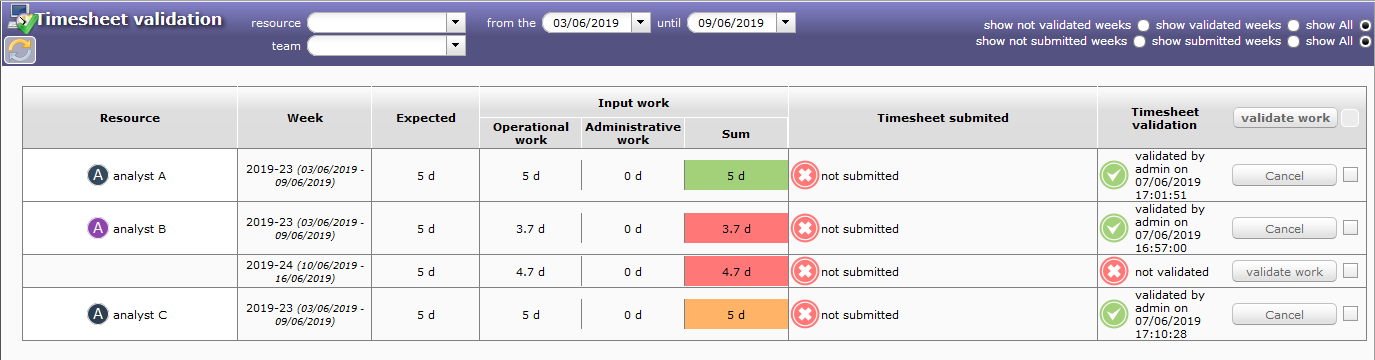 Timesheet validation
resource
from the 03/06/2019 until 09/06/2019
team
show not validated weeks show validated weeks show All
show not submitted weeks show submitted weeks show All
Resource Week Expected Input work Timesheet submited Timesheet validation validate work
Operational work Administrative work Sum
A analyst A 2019-23 (03/06/2019 - 09/06/2019) 5 d 5 d 0 d 5 d not submitted validated by admin on 07/06/2019 17:01:51 Cancel
A analyst B 2019-23 (03/06/2019 - 09/06/2019) 5 d 3.7 d 0 d 3.7 d not submitted validated by admin on 07/06/2019 16:57:00 Cancel
2019-24 (10/06/2019 - 16/06/2019) 5 d 4.7 d 0 d 4.7 d not submitted not validated validate work
A analyst C 2019-23 (03/06/2019 - 09/06/2019) 5 d 5 d 0 d 5 d not submitted validated by admin on 07/06/2019 17:10:28 Cancel